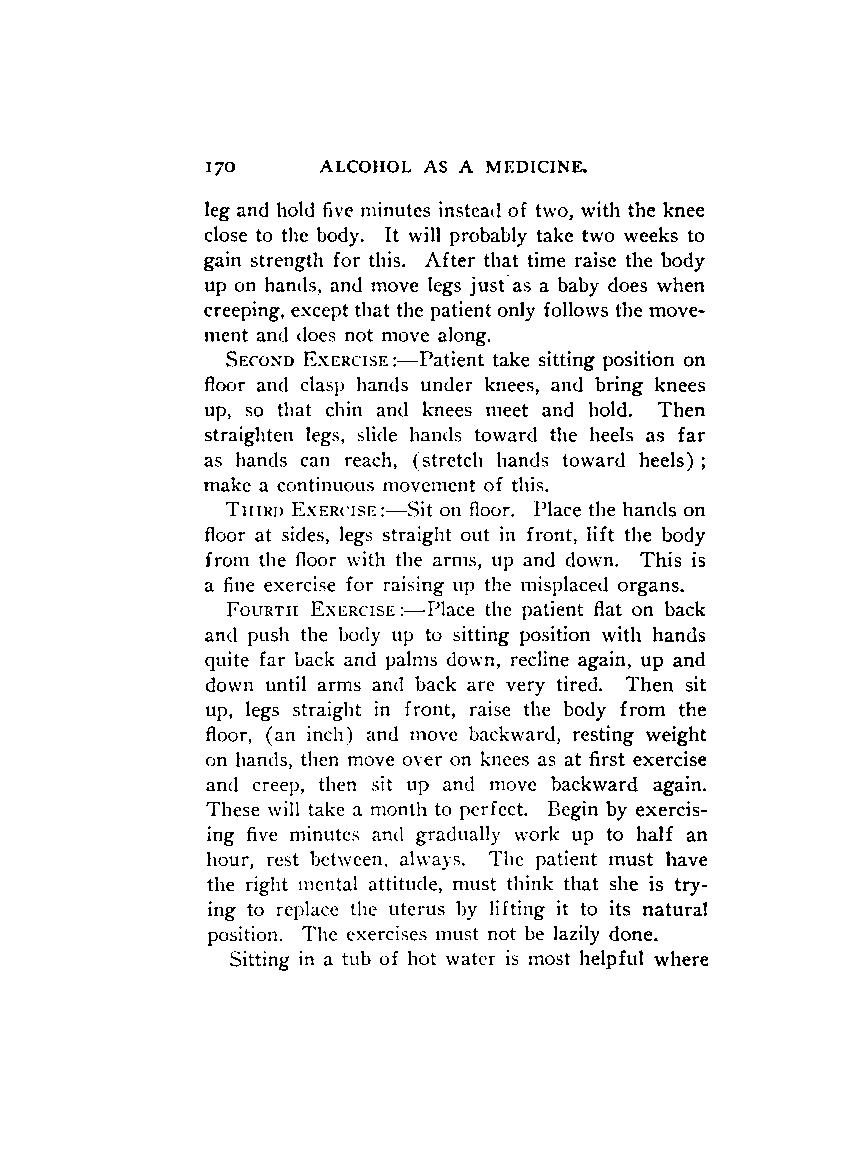 170 ALCOHOL AS A MEDICINE.
leg and hold five minutes instead of two, with the knee
close to the body. It will probably take two weeks to
gain strength for this. After that time raise the body
up on hands, and move legs just as a baby does when
creeping, except that the patient only follows the move-
ment and does not move along.
SECOND EXERCISE:—Patient take sitting position on
floor and clasp hands under knees, and bring knees
up, so that chin and knees meet and hold. Then
straighten legs, slide hands toward the heels as far
as hands can reach, (stretch hands toward heels);
make a continuous movement of this.
THIRD EXERCISE:—Sit on floor. Place the hands on
floor at sides, legs straight out in front, lift the body
from the floor with the arms, up and down. This is
a fine exercise for raising up the misplaced organs.
FOURTH EXERCISE:—Place the patient flat on back
and push the body up to sitting position with hands
quite far back and palms down, recline again, up and
down until arms and back are very tired. Then sit
up, legs straight in front, raise the body from the
floor, (an inch) and move backward, resting weight
on hands, then move over on knees as at first exercise
and creep, then sit up and move backward again.
These will take a month to perfect. Begin by exercis-
ing five minutes and gradually work up to half an
hour, rest between, always. The patient must have
the right mental attitude, must think that she is try-
ing to replace the uterus by lifting it to its natural
position. The exercises must not be lazily done.
Sitting in a tub of hot water is most helpful where